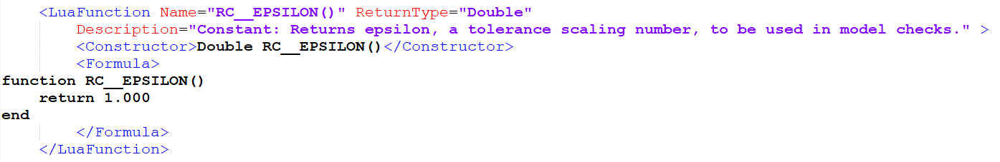 <LuaFunction Name="RC__EPSILON()" ReturnType="Double"
Description="Constant: Returns epsilon, a tolerance scaling number, to be used in model checks." >
<Constructor>Double RC__EPSILON()</Constructor>
<Formula>
function RC__EPSILON()
return 1.000
end
</Formula>
</LuaFunction>